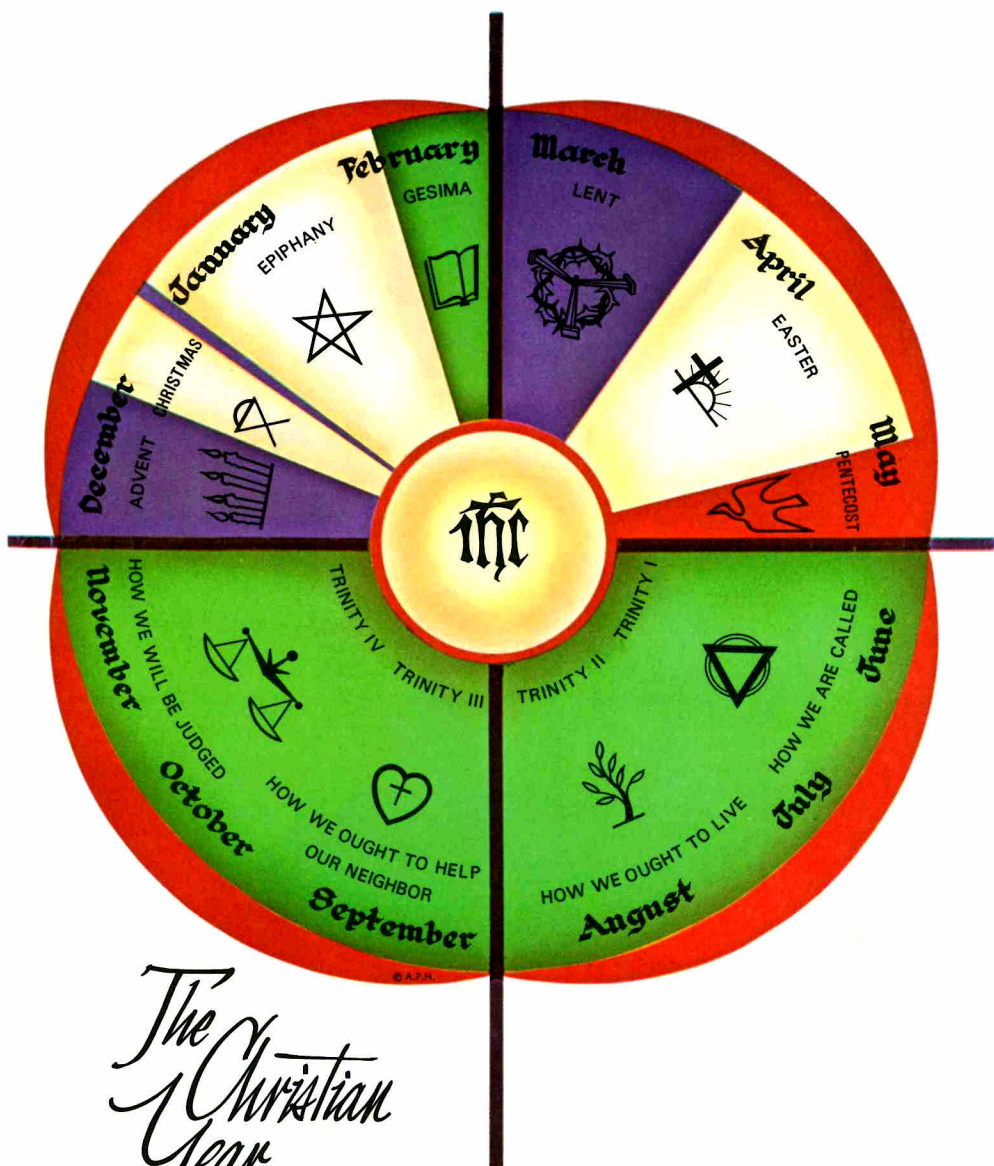 February
GESIMA
March
LENT
January
EPIPHANY
April
EASTER
December
CHRISTMAS
ADVENT
May
PENTECOST
ihc
November
HOW WE WILL BE JUDGED
TRINITY IV
TRINITY III
TRINITY II
TRINITY I
HOW WE ARE CALLED
June
July
October
HOW WE OUGHT TO HELP
OUR NEIGHBOR
September
HOW WE OUGHT TO LIVE
August
© A.P.H.
The
Christian
Year